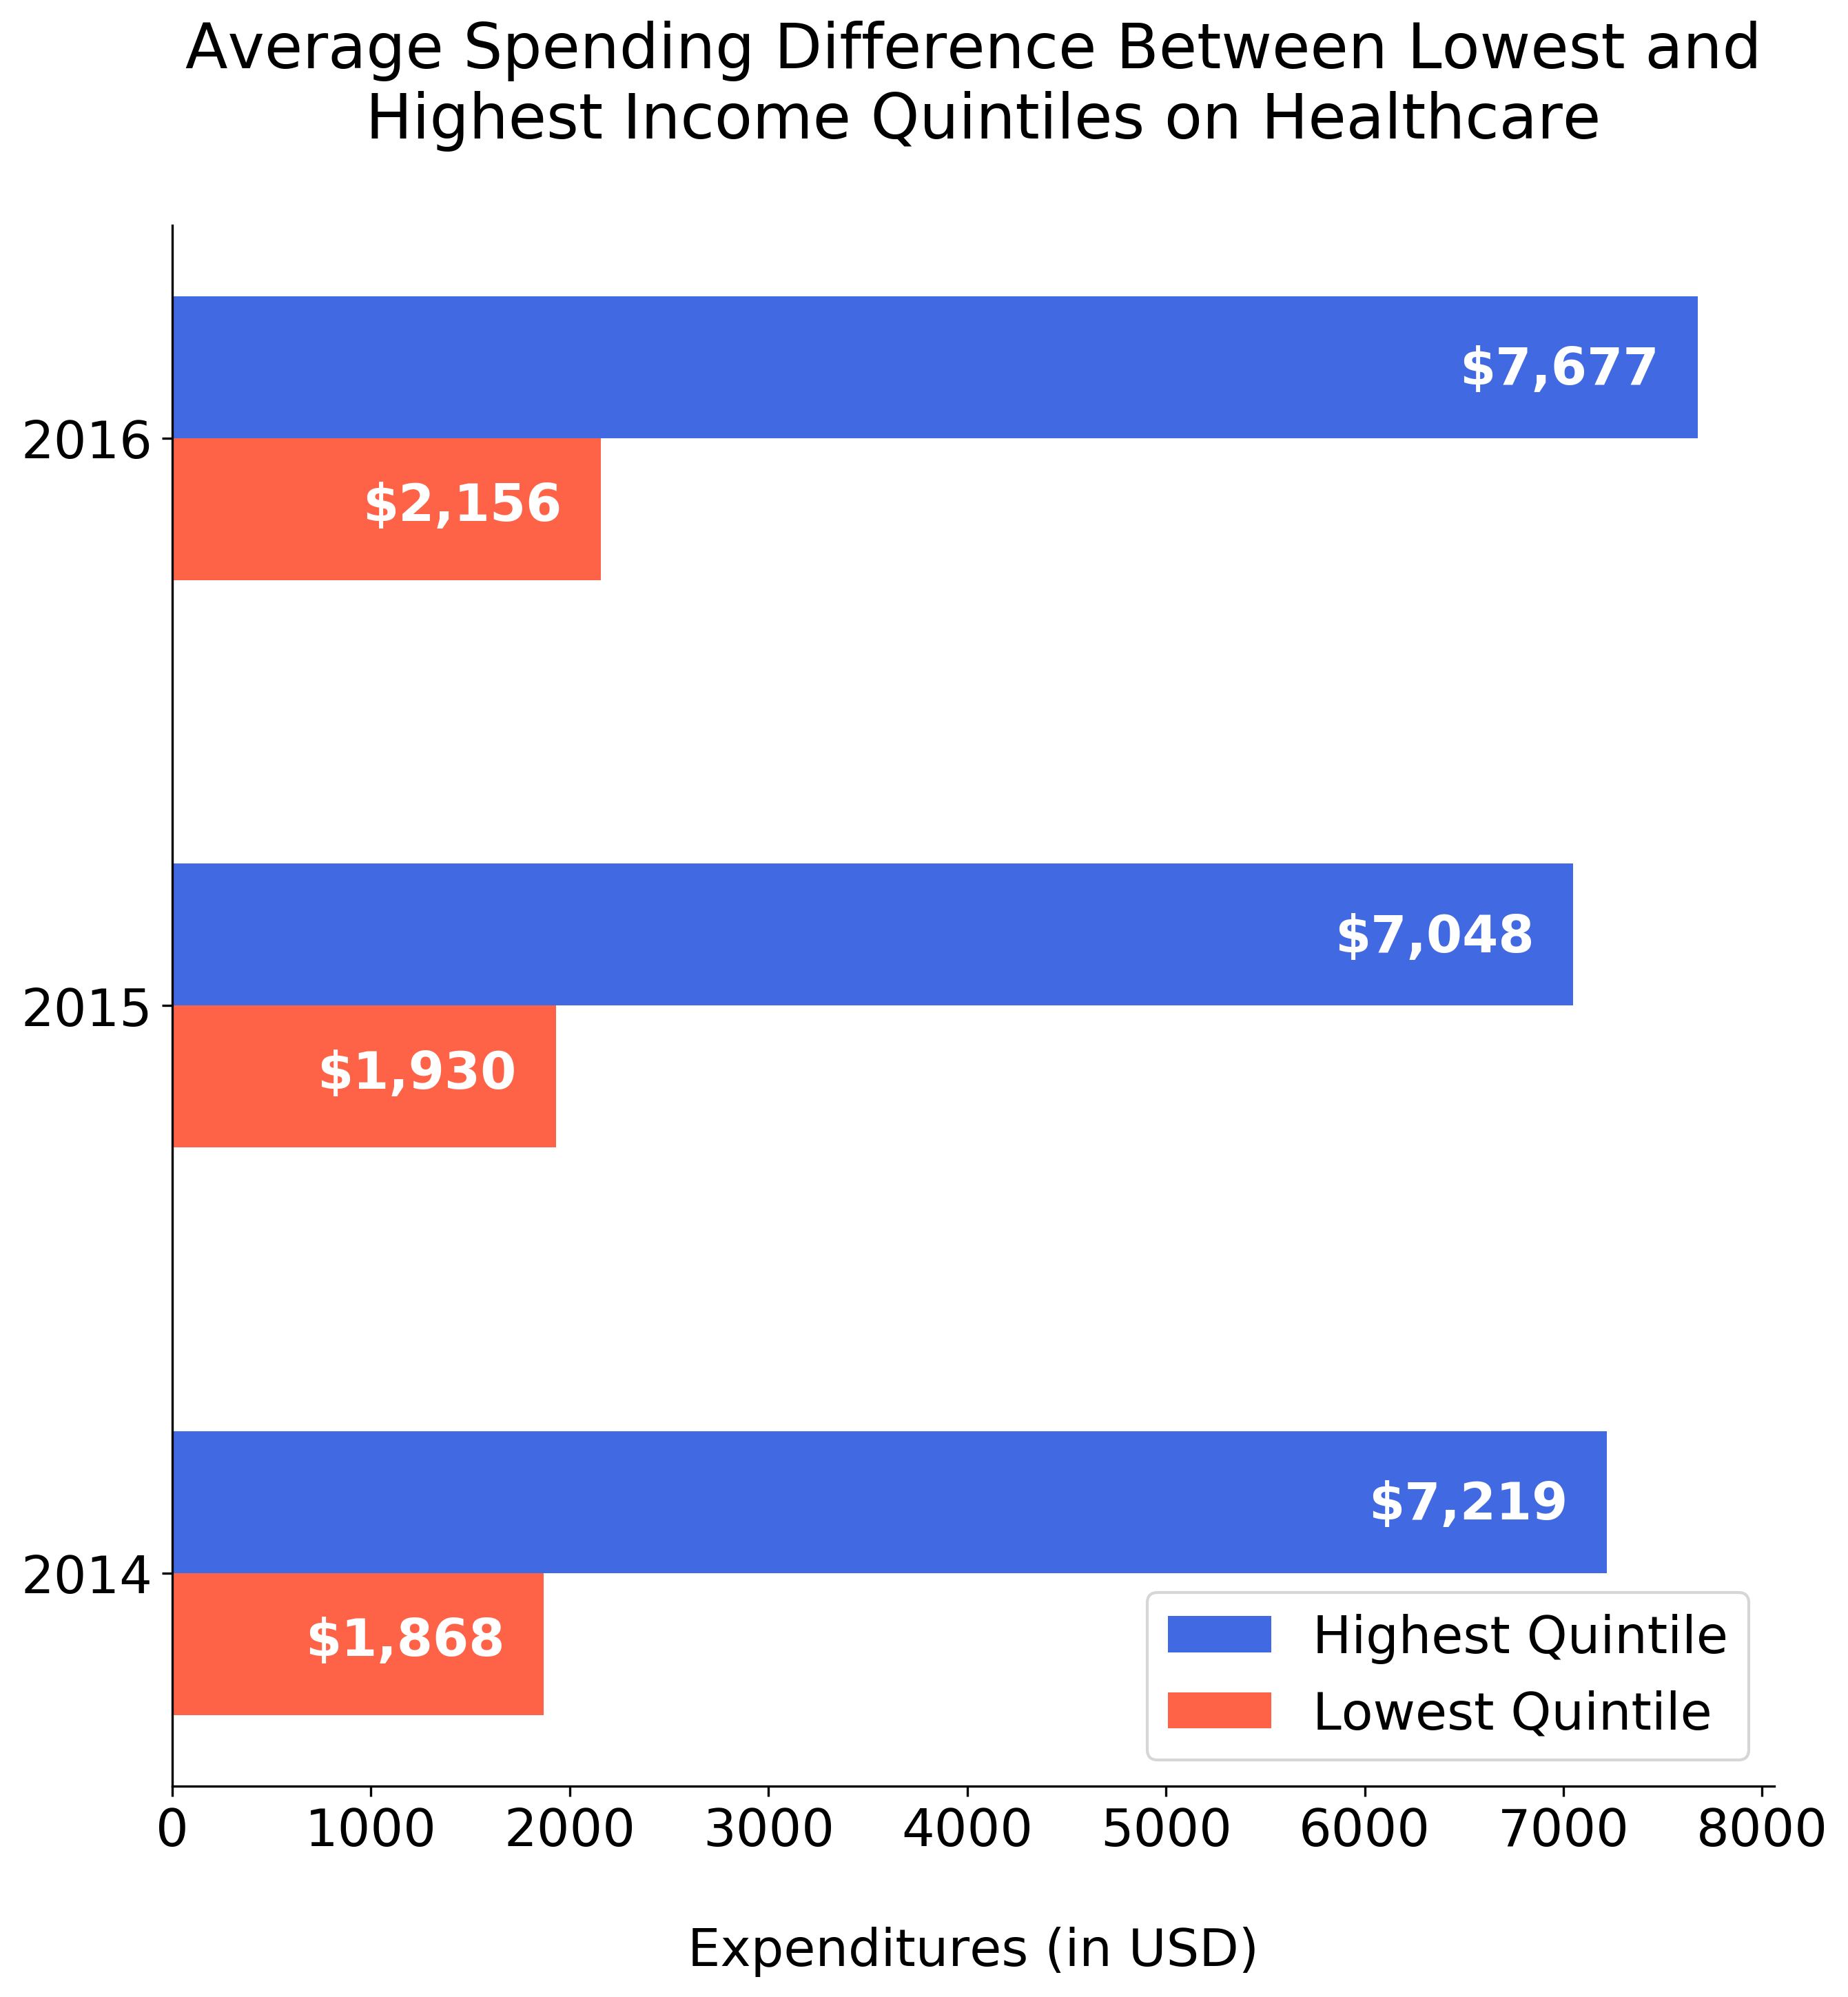 Average Spending Difference Between Lowest and
Highest Income Quintiles on Healthcare
$7,677
2016
$2,156
$7,048
2015
$1,930
$7,219
2014
$1,868
Highest Quintile
Lowest Quintile
0 1000 2000 3000 4000 5000 6000 7000 8000
Expenditures (in USD)